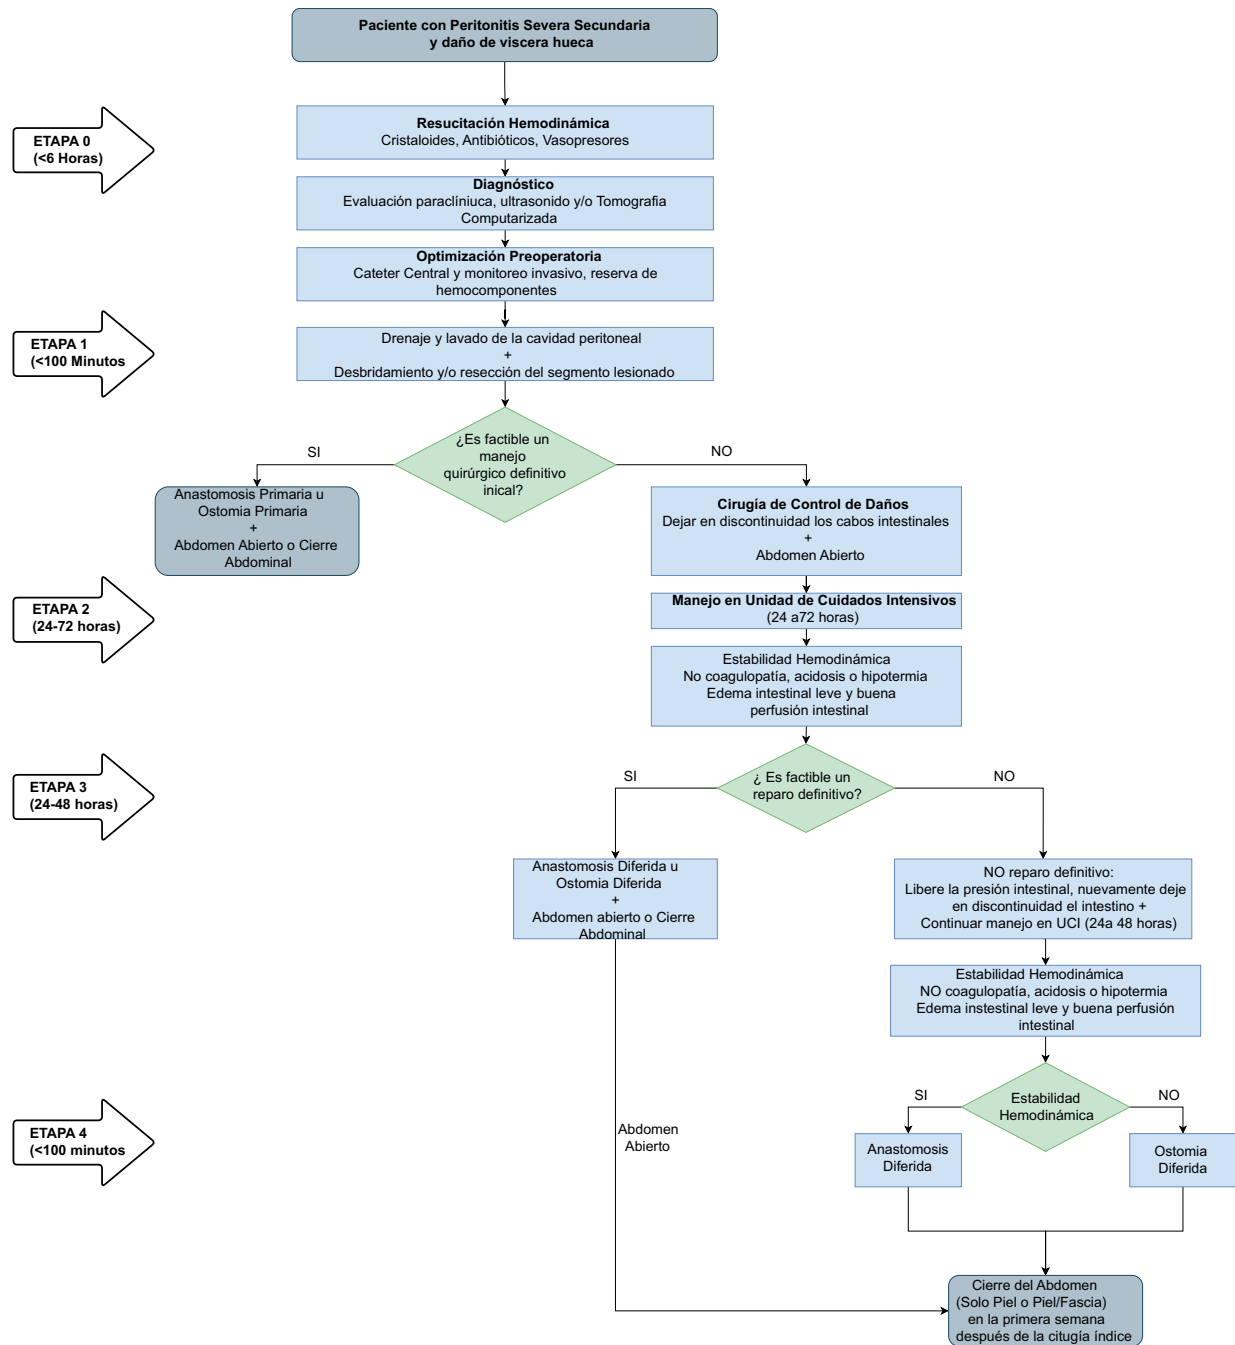 Paciente con Peritonitis Severa Secundaria
y daño de viscera hueca
ETAPA 0
(<6 Horas)
Resucitación Hemodinámica
Cristaloides, Antibióticos, Vasopresores
Diagnóstico
Evaluación paraclíniuca, ultrasonido y/o Tomografia
Computarizada
Optimización Preoperatoria
Cateter Central y monitoreo invasivo, reserva de
hemocomponentes
ETAPA 1
(<100 Minutos
Drenaje y lavado de la cavidad peritoneal
+
Desbridamiento y/o resección del segmento lesionado
¿Es factible un
manejo
quirúrgico definitivo
inical?
SI
NO
Anastomosis Primaria u
Ostomia Primaria
+
Abdomen Abierto o Cierre
Abdominal
Cirugía de Control de Daños
Dejar en discontinuidad los cabos intestinales
+
Abdomen Abierto
ETAPA 2
(24-72 horas)
Manejo en Unidad de Cuidados Intensivos
(24 a72 horas)
Estabilidad Hemodinámica
No coagulopatía, acidosis o hipotermia
Edema intestinal leve y buena
perfusión intestinal
ETAPA 3
(24-48 horas)
¿ Es factible un
reparo definitivo?
SI
NO
Anastomosis Diferida u
Ostomia Diferida
+
Abdomen abierto o Cierre
Abdominal
NO reparo definitivo:
Libere la presión intestinal, nuevamente deje
en discontinuidad el intestino +
Continuar manejo en UCI (24a 48 horas)
Estabilidad Hemodinámica
NO coagulopatía, acidosis o hipotermia
Edema instestinal leve y buena perfusión
intestinal
ETAPA 4
(<100 minutos
Abdomen
Abierto
Estabilidad
Hemodinámica
SI
NO
Anastomosis
Diferida
Ostomia
Diferida
Cierre del Abdomen
(Solo Piel o Piel/Fascia)
en la primera semana
después de la citugía índice